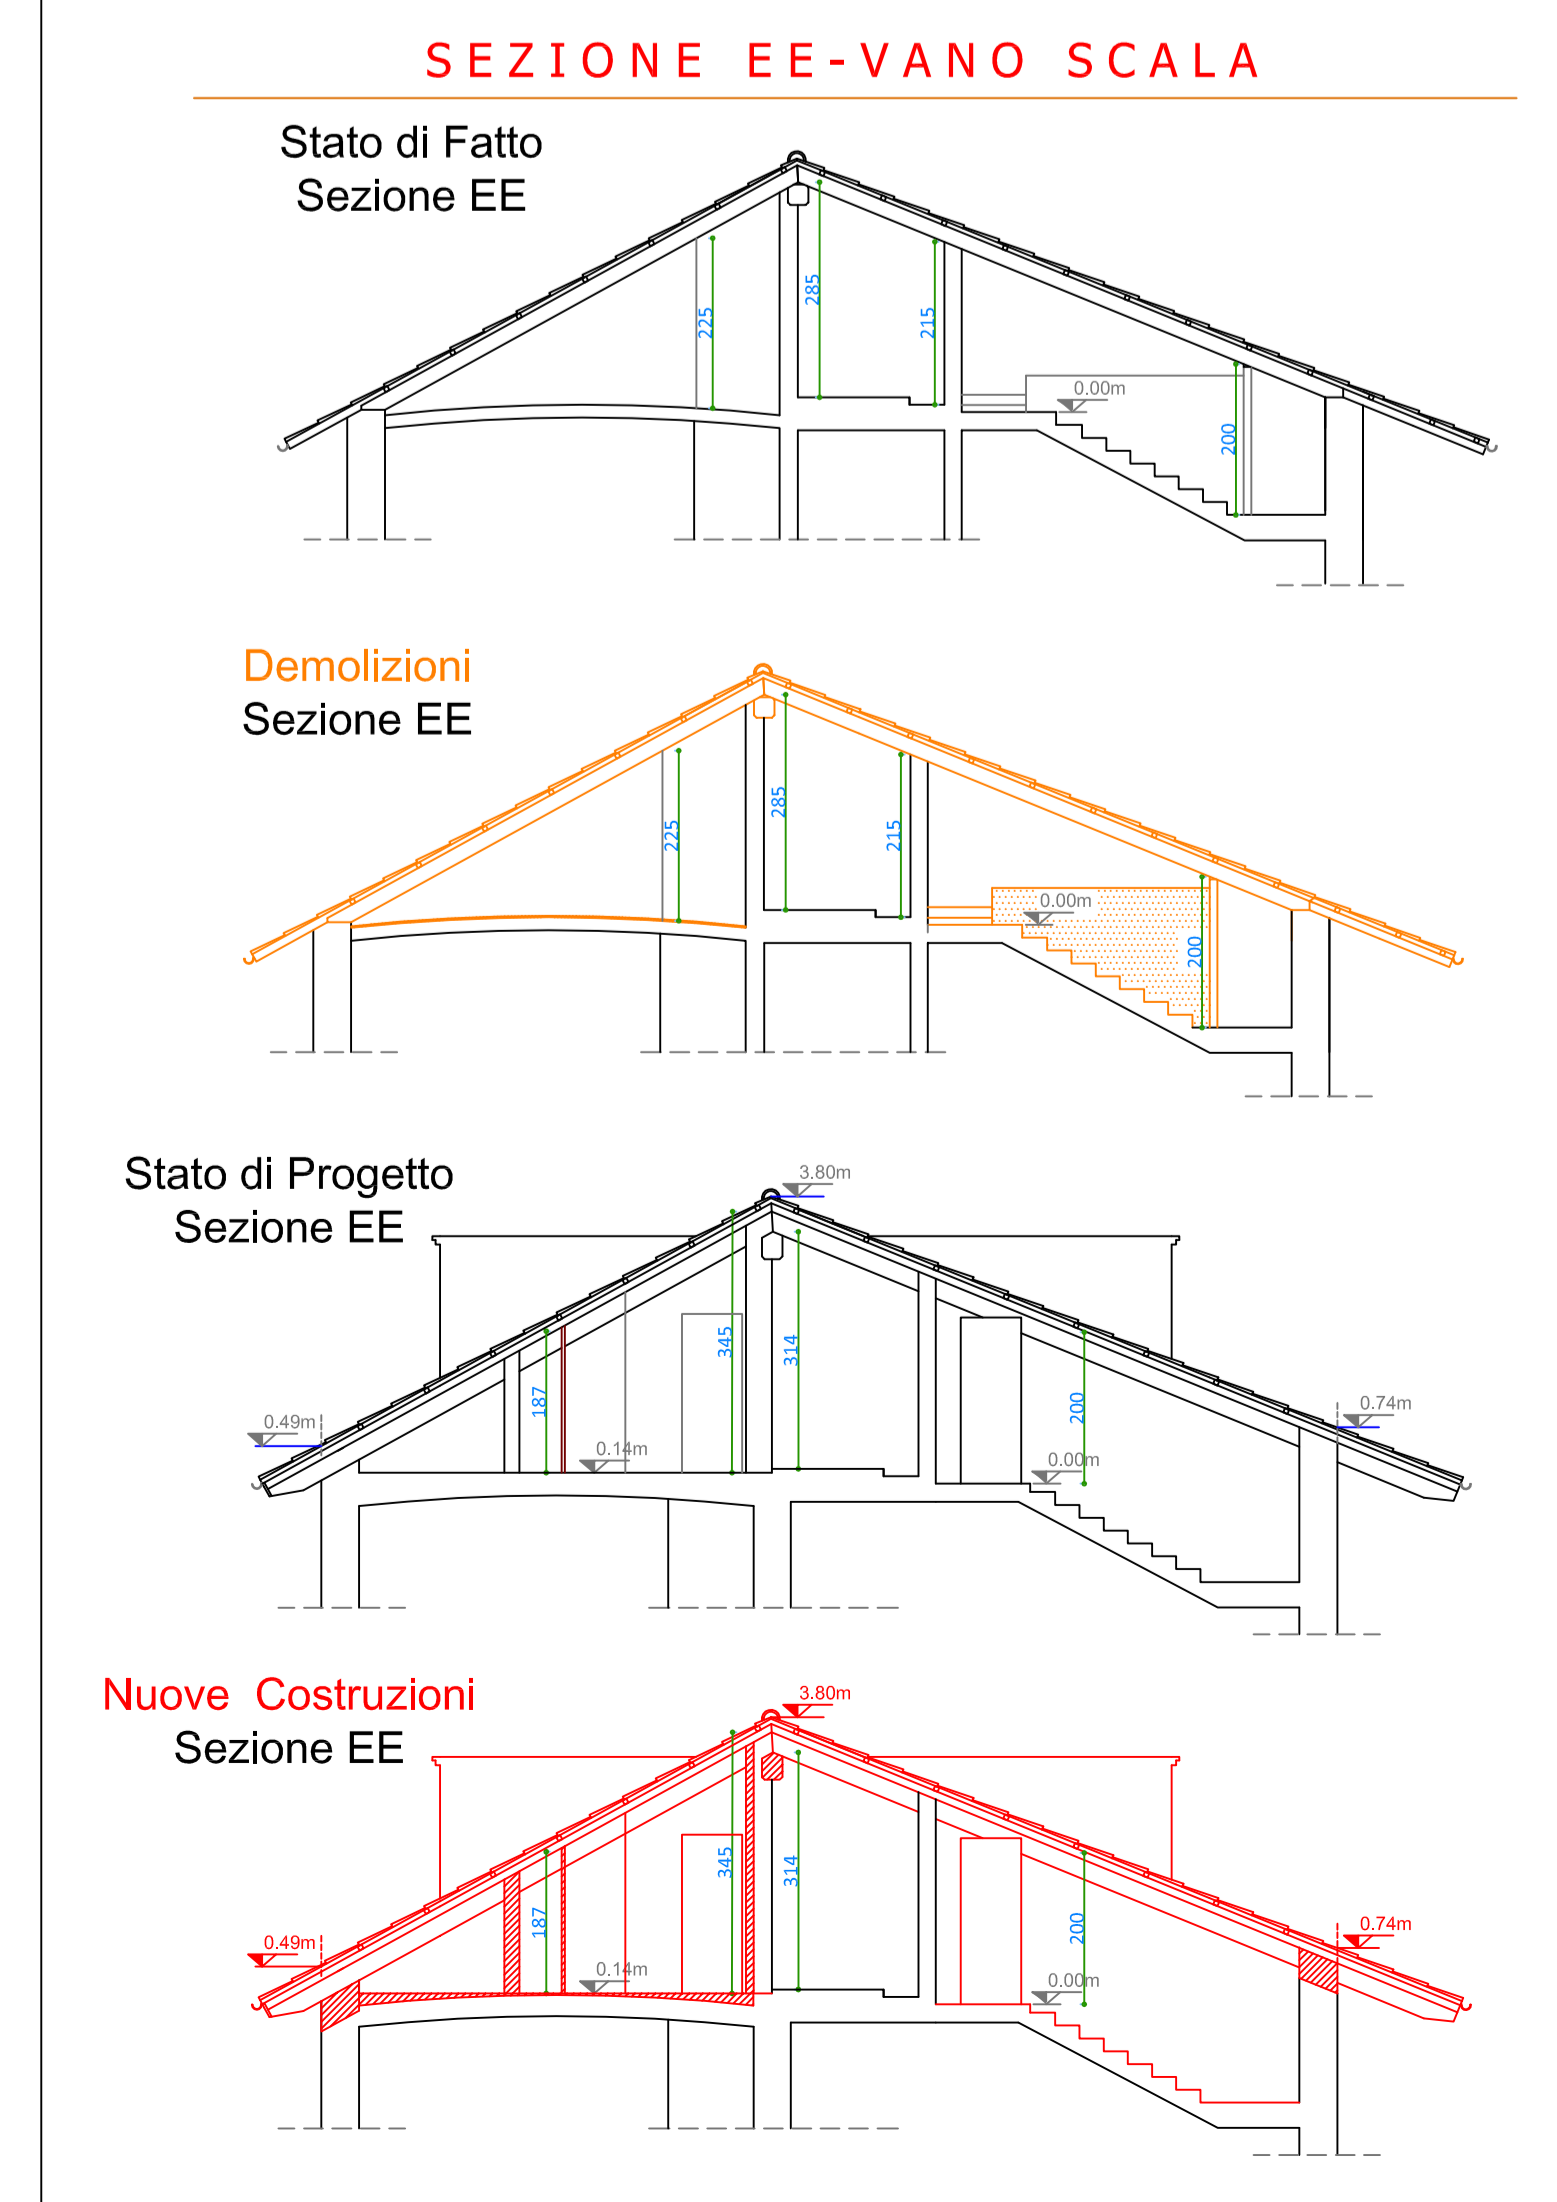 SEZIONE EE-VANO SCALA
Stato di Fatto
Sezione EE
225
285
215
0.00m
200
Demolizioni
Sezione EE
225
285
215
0.00m
200
Stato di Progetto
Sezione EE
3.80m
345
314
187
200
0.49m
0.74m
0.14m
0.00m
Nuove Costruzioni
Sezione EE
3.80m
345
314
187
200
0.49m
0.74m
0.14m
0.00m